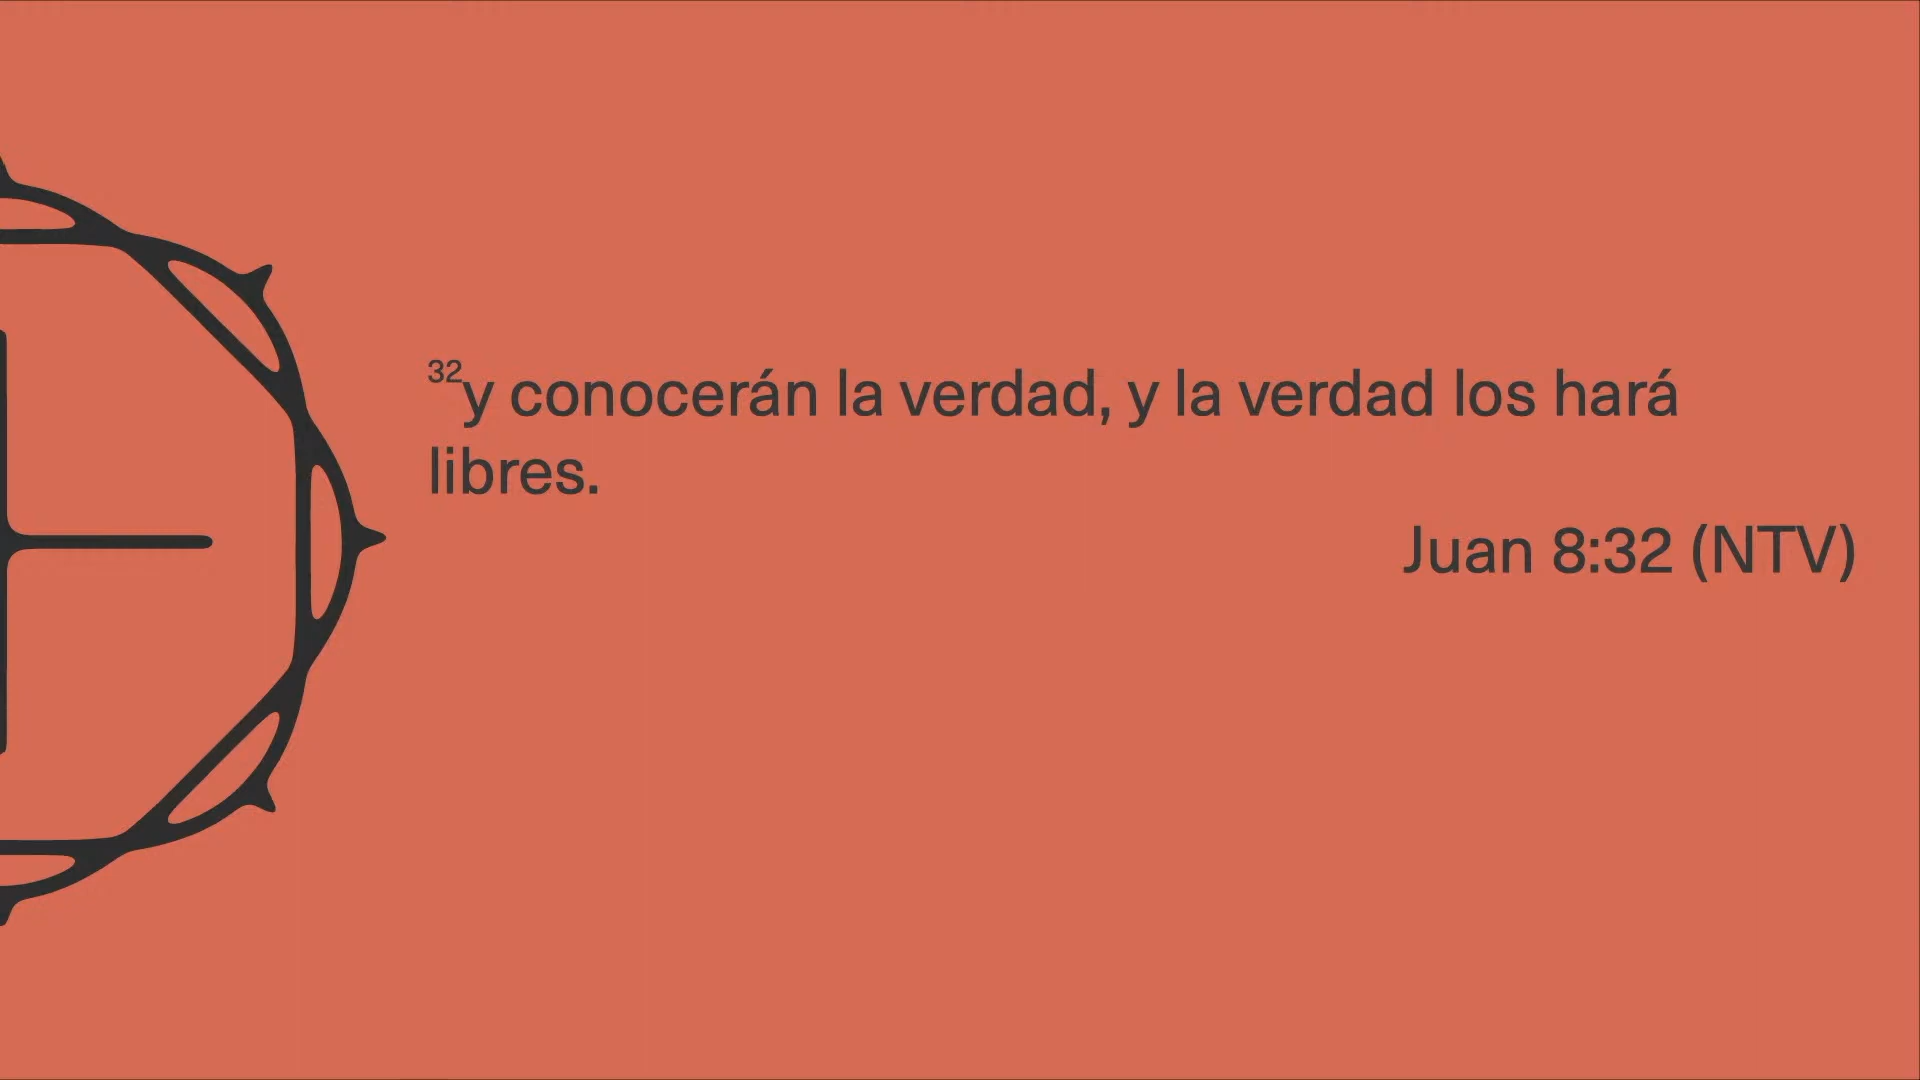 32y conocerán la verdad, y la verdad los hará
libres.
Juan 8:32 (NTV)